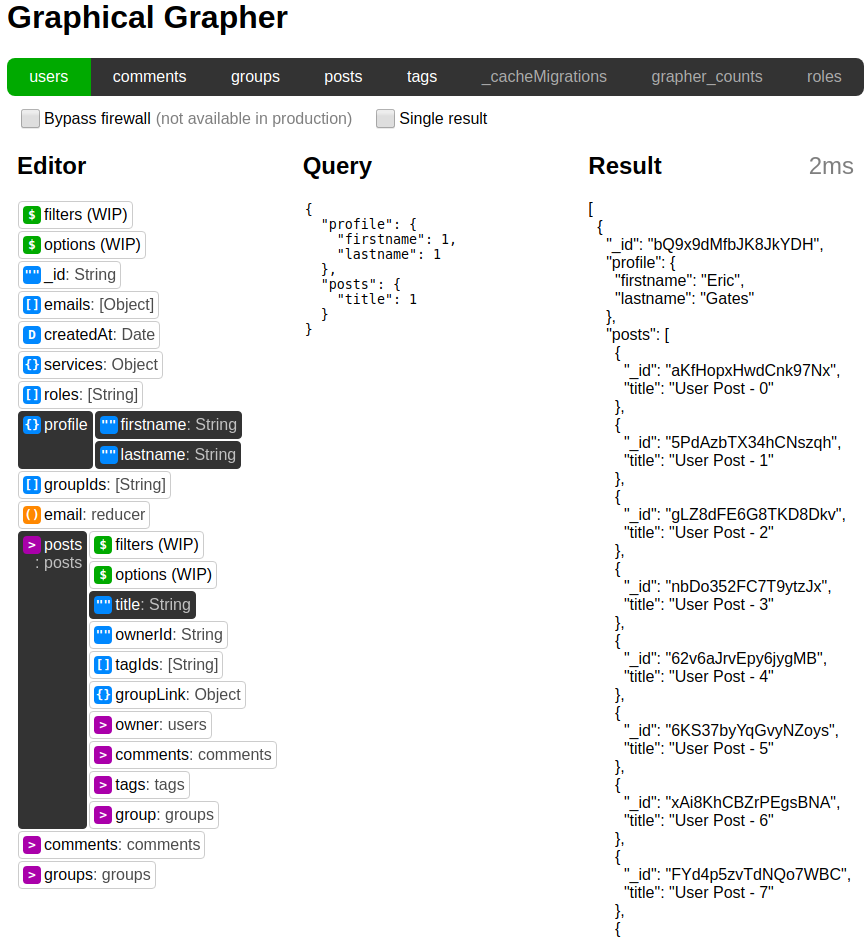 Graphical Grapher
users comments groups posts tags _cacheMigrations grapher_counts roles
Bypass firewall (not available in production) Single result
Editor
$ filters (WIP)
$ options (WIP)
"" _id: String
[] emails: [Object]
D createdAt: Date
{} services: Object
[] roles: [String]
{} profile "" firstname: String
"" lastname: String
[] groupIds: [String]
() email: reducer
> posts $ filters (WIP)
: posts
$ options (WIP)
"" title: String
"" ownerId: String
[] tagIds: [String]
{} groupLink: Object
> owner: users
> comments: comments
> tags: tags
> group: groups
> comments: comments
> groups: groups
Query
{
  "profile": {
    "firstname": 1,
    "lastname": 1
  },
  "posts": {
    "title": 1
  }
}
Result 2ms
[
  {
    "_id": "bQ9x9dMfbJK8JkYDH",
    "profile": {
      "firstname": "Eric",
      "lastname": "Gates"
    },
    "posts": [
      {
        "_id": "aKfHopxHwdCnk97Nx",
        "title": "User Post - 0"
      },
      {
        "_id": "5PdAzbTX34hCNszqh",
        "title": "User Post - 1"
      },
      {
        "_id": "gLZ8dFE6G8TKD8Dkv",
        "title": "User Post - 2"
      },
      {
        "_id": "nbDo352FC7T9ytzJx",
        "title": "User Post - 3"
      },
      {
        "_id": "62v6aJrvEpy6jygMB",
        "title": "User Post - 4"
      },
      {
        "_id": "6KS37byYqGvyNZoys",
        "title": "User Post - 5"
      },
      {
        "_id": "xAi8KhCBZrPEgsBNA",
        "title": "User Post - 6"
      },
      {
        "_id": "FYd4p5zvTdNQo7WBC",
        "title": "User Post - 7"
      },
      {